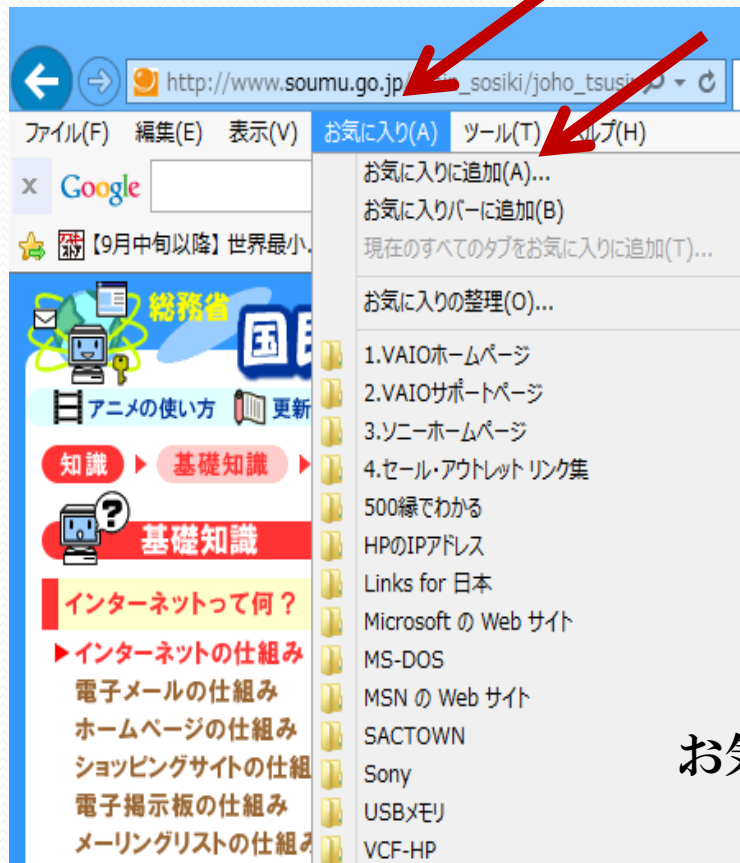 http://www.soumu.go.jp/ _sosiki/joho_tsusi
ファイル(F) 編集(E) 表示(V) お気に入り(A) ツール(T) ヘルプ(H)
x Google
【9月中旬以降】世界最小.
お気に入りに追加(A)...
お気に入りバーに追加(B)
現在のすべてのタブをお気に入りに追加(T)...
お気に入りの整理(O)...
1.VAIOホームページ
2.VAIOサポートページ
3.ソニーホームページ
4.セール・アウトレット リンク集
500縁でわかる
HPのIPアドレス
Links for 日本
Microsoft の Web サイト
MS-DOS
MSN の Web サイト
SACTOWN
Sony
USBメモリ
VCF-HP
総務省
国民
アニメの使い方 更新
知識 基礎知識
基礎知識
インターネットって何？
インターネットの仕組み
電子メールの仕組み
ホームページの仕組み
ショッピングサイトの仕組
電子掲示板の仕組み
メーリングリストの仕組み
お気